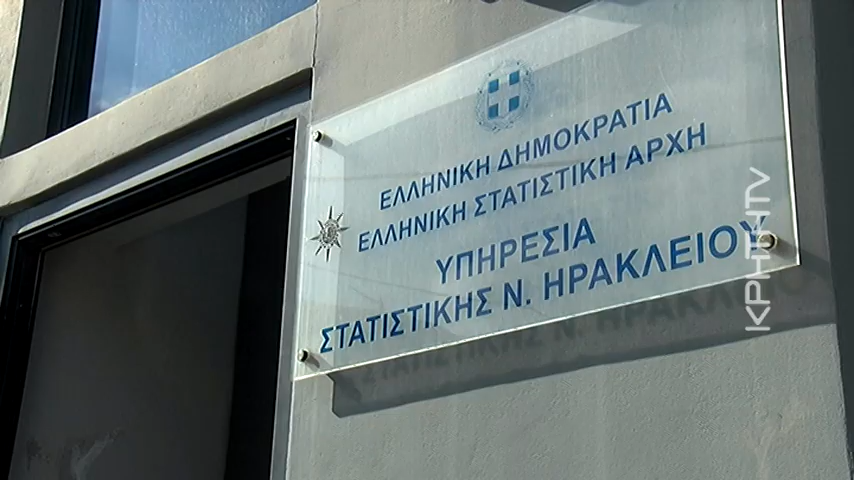 ΕΛΛΗΝΙΚΗ ΔΗΜΟΚΡΑΤΙΑ
ΕΛΛΗΝΙΚΗ ΣΤΑΤΙΣΤΙΚΗ ΑΡΧΗ
ΥΠΗΡΕΣΙΑ
ΣΤΑΤΙΣΤΙΚΗΣ Ν. ΗΡΑΚΛΕΙΟΥ
ΚΡΗΤΗTV